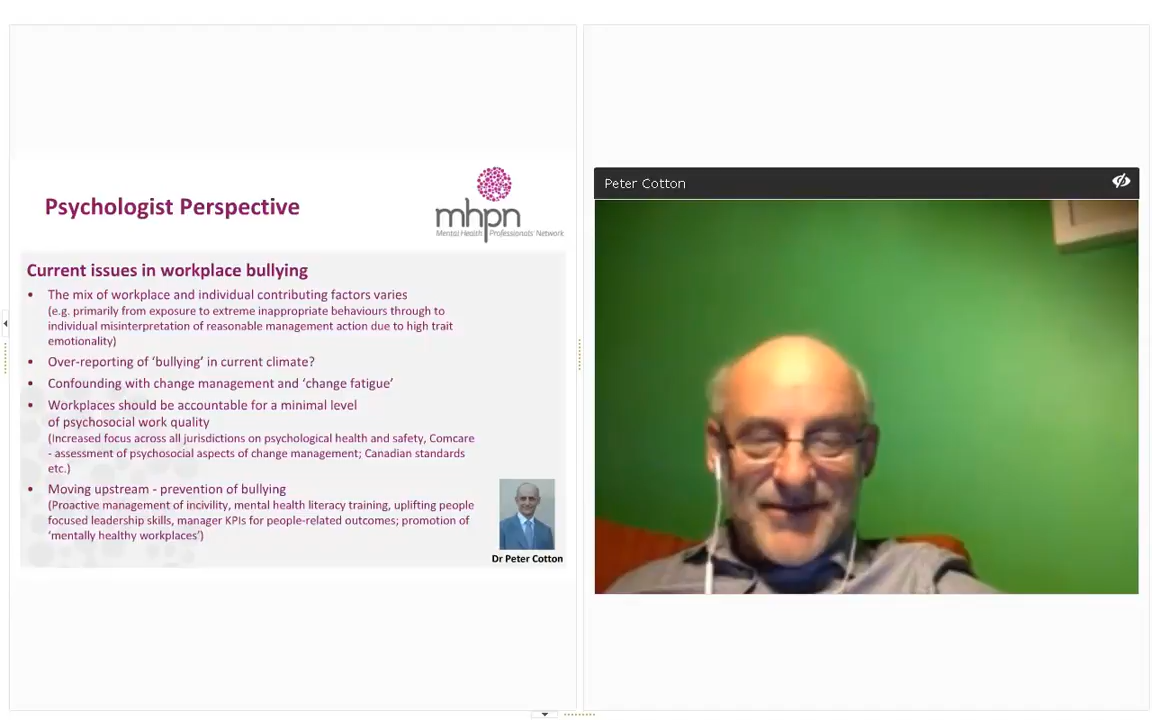 Psychologist Perspective
mhpn
Mental Health Professionals' Network
Current issues in workplace bullying
• The mix of workplace and individual contributing factors varies
(e.g. primarily from exposure to extreme inappropriate behaviours through to
individual misinterpretation of reasonable management action due to high trait
emotionality)
• Over-reporting of 'bullying' in current climate?
• Confounding with change management and 'change fatigue'
• Workplaces should be accountable for a minimal level
of psychosocial work quality
(Increased focus across all jurisdictions on psychological health and safety, Comcare
- assessment of psychosocial aspects of change management; Canadian standards
etc.)
• Moving upstream - prevention of bullying
(Proactive management of incivility, mental health literacy training, uplifting people
focused leadership skills, manager KPIs for people-related outcomes; promotion of
'mentally healthy workplaces')
Dr Peter Cotton
Peter Cotton